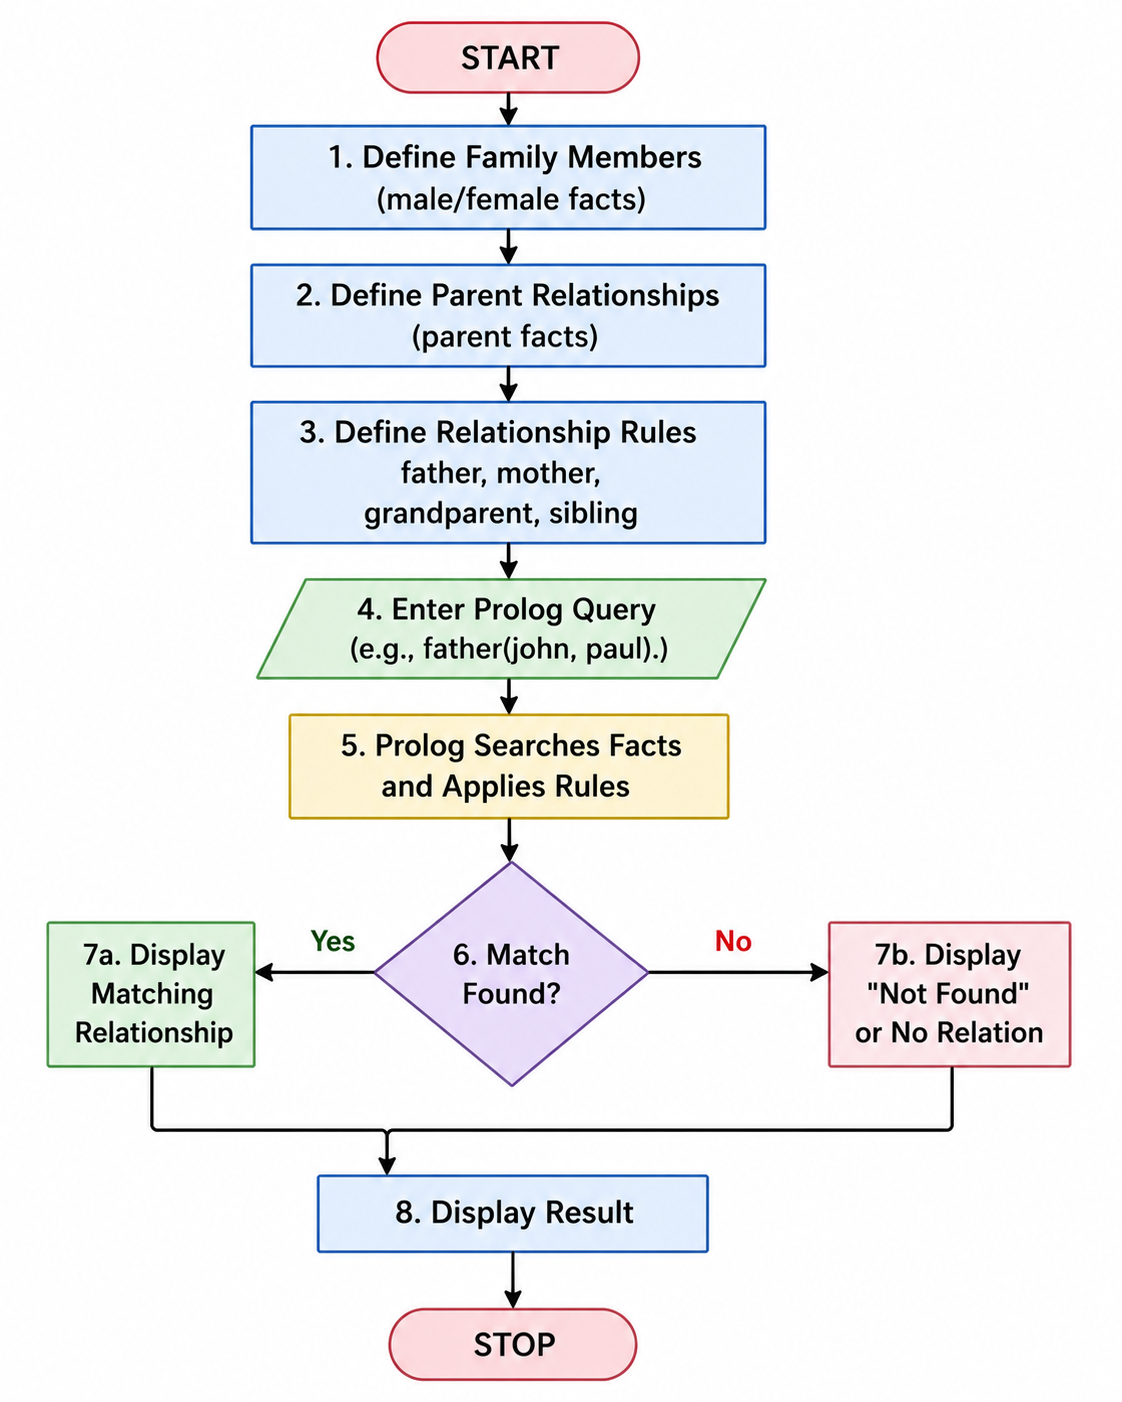 START
1. Define Family Members
(male/female facts)
2. Define Parent Relationships
(parent facts)
3. Define Relationship Rules
father, mother,
grandparent, sibling
4. Enter Prolog Query
(e.g., father(john, paul).)
5. Prolog Searches Facts
and Applies Rules
6. Match
Found?
Yes
No
7a. Display
Matching
Relationship
7b. Display
"Not Found"
or No Relation
8. Display Result
STOP